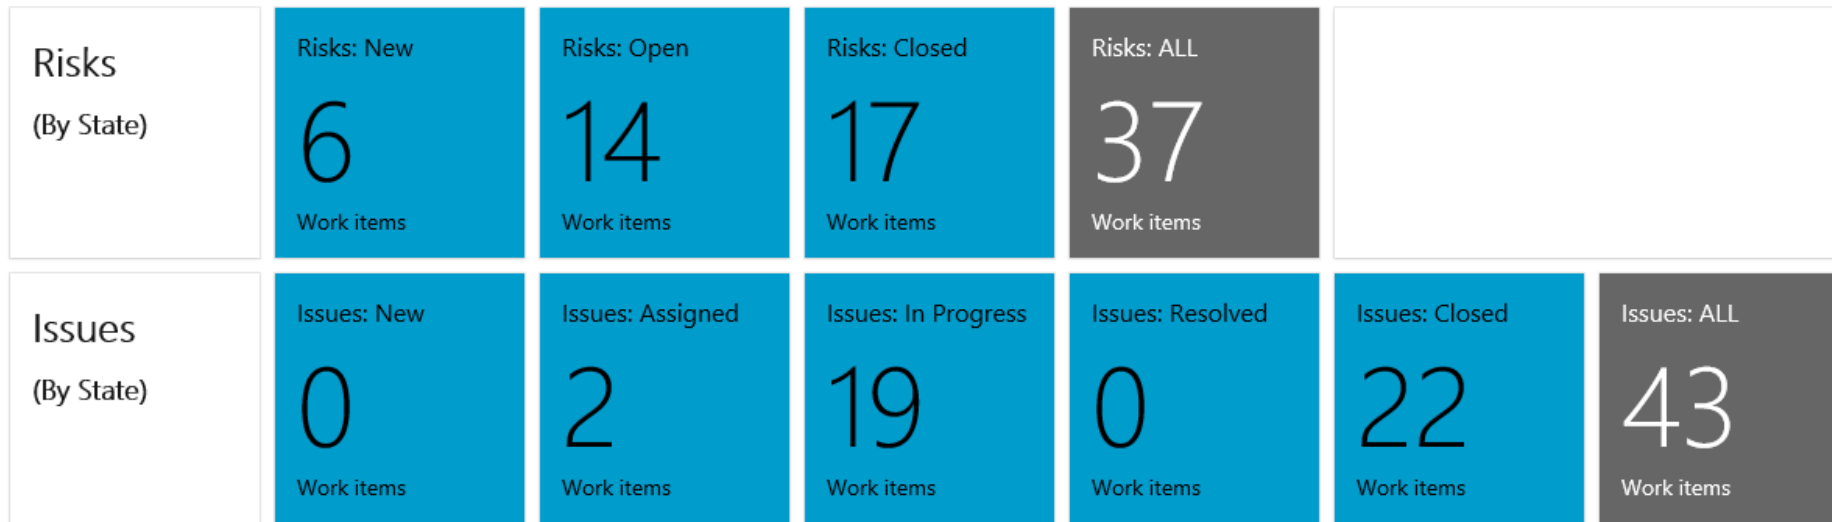 Risks
(By State)
Risks: New
6
Work items
Risks: Open
14
Work items
Risks: Closed
17
Work items
Risks: ALL
37
Work items
Issues
(By State)
Issues: New
0
Work items
Issues: Assigned
2
Work items
Issues: In Progress
19
Work items
Issues: Resolved
0
Work items
Issues: Closed
22
Work items
Issues: ALL
43
Work items